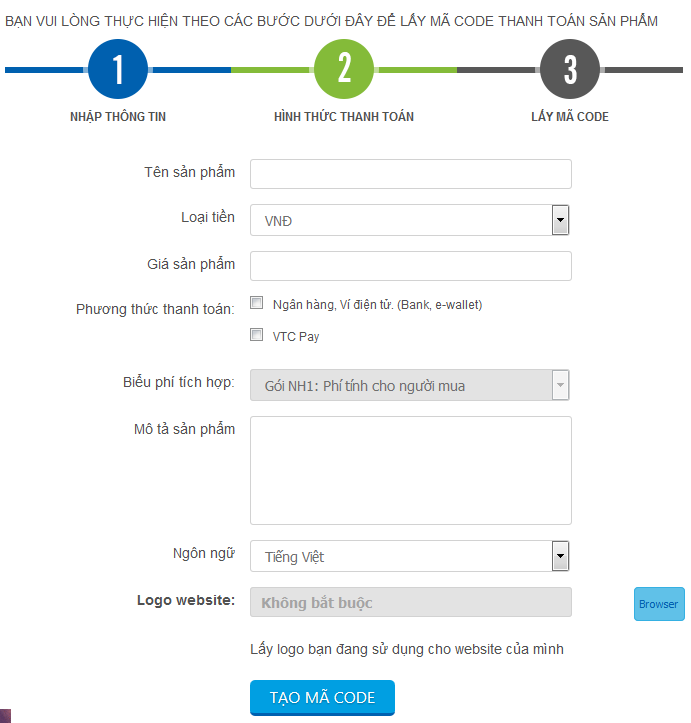 BẠN VUI LÒNG THỰC HIỆN THEO CÁC BƯỚC DƯỚI ĐÂY ĐỂ LẤY MÃ CODE THANH TOÁN SẢN PHẨM
1 2 3
NHẬP THÔNG TIN HÌNH THỨC THANH TOÁN LẤY MÃ CODE
Tên sản phẩm
Loại tiền VNĐ
Giá sản phẩm
Phương thức thanh toán: Ngân hàng, Ví điện tử. (Bank, e-wallet)
VTC Pay
Biểu phí tích hợp: Gói NH1: Phí tính cho người mua
Mô tả sản phẩm
Ngôn ngữ Tiếng Việt
Logo website: Không bắt buộc Browser
Lấy logo bạn đang sử dụng cho website của mình
TẠO MÃ CODE